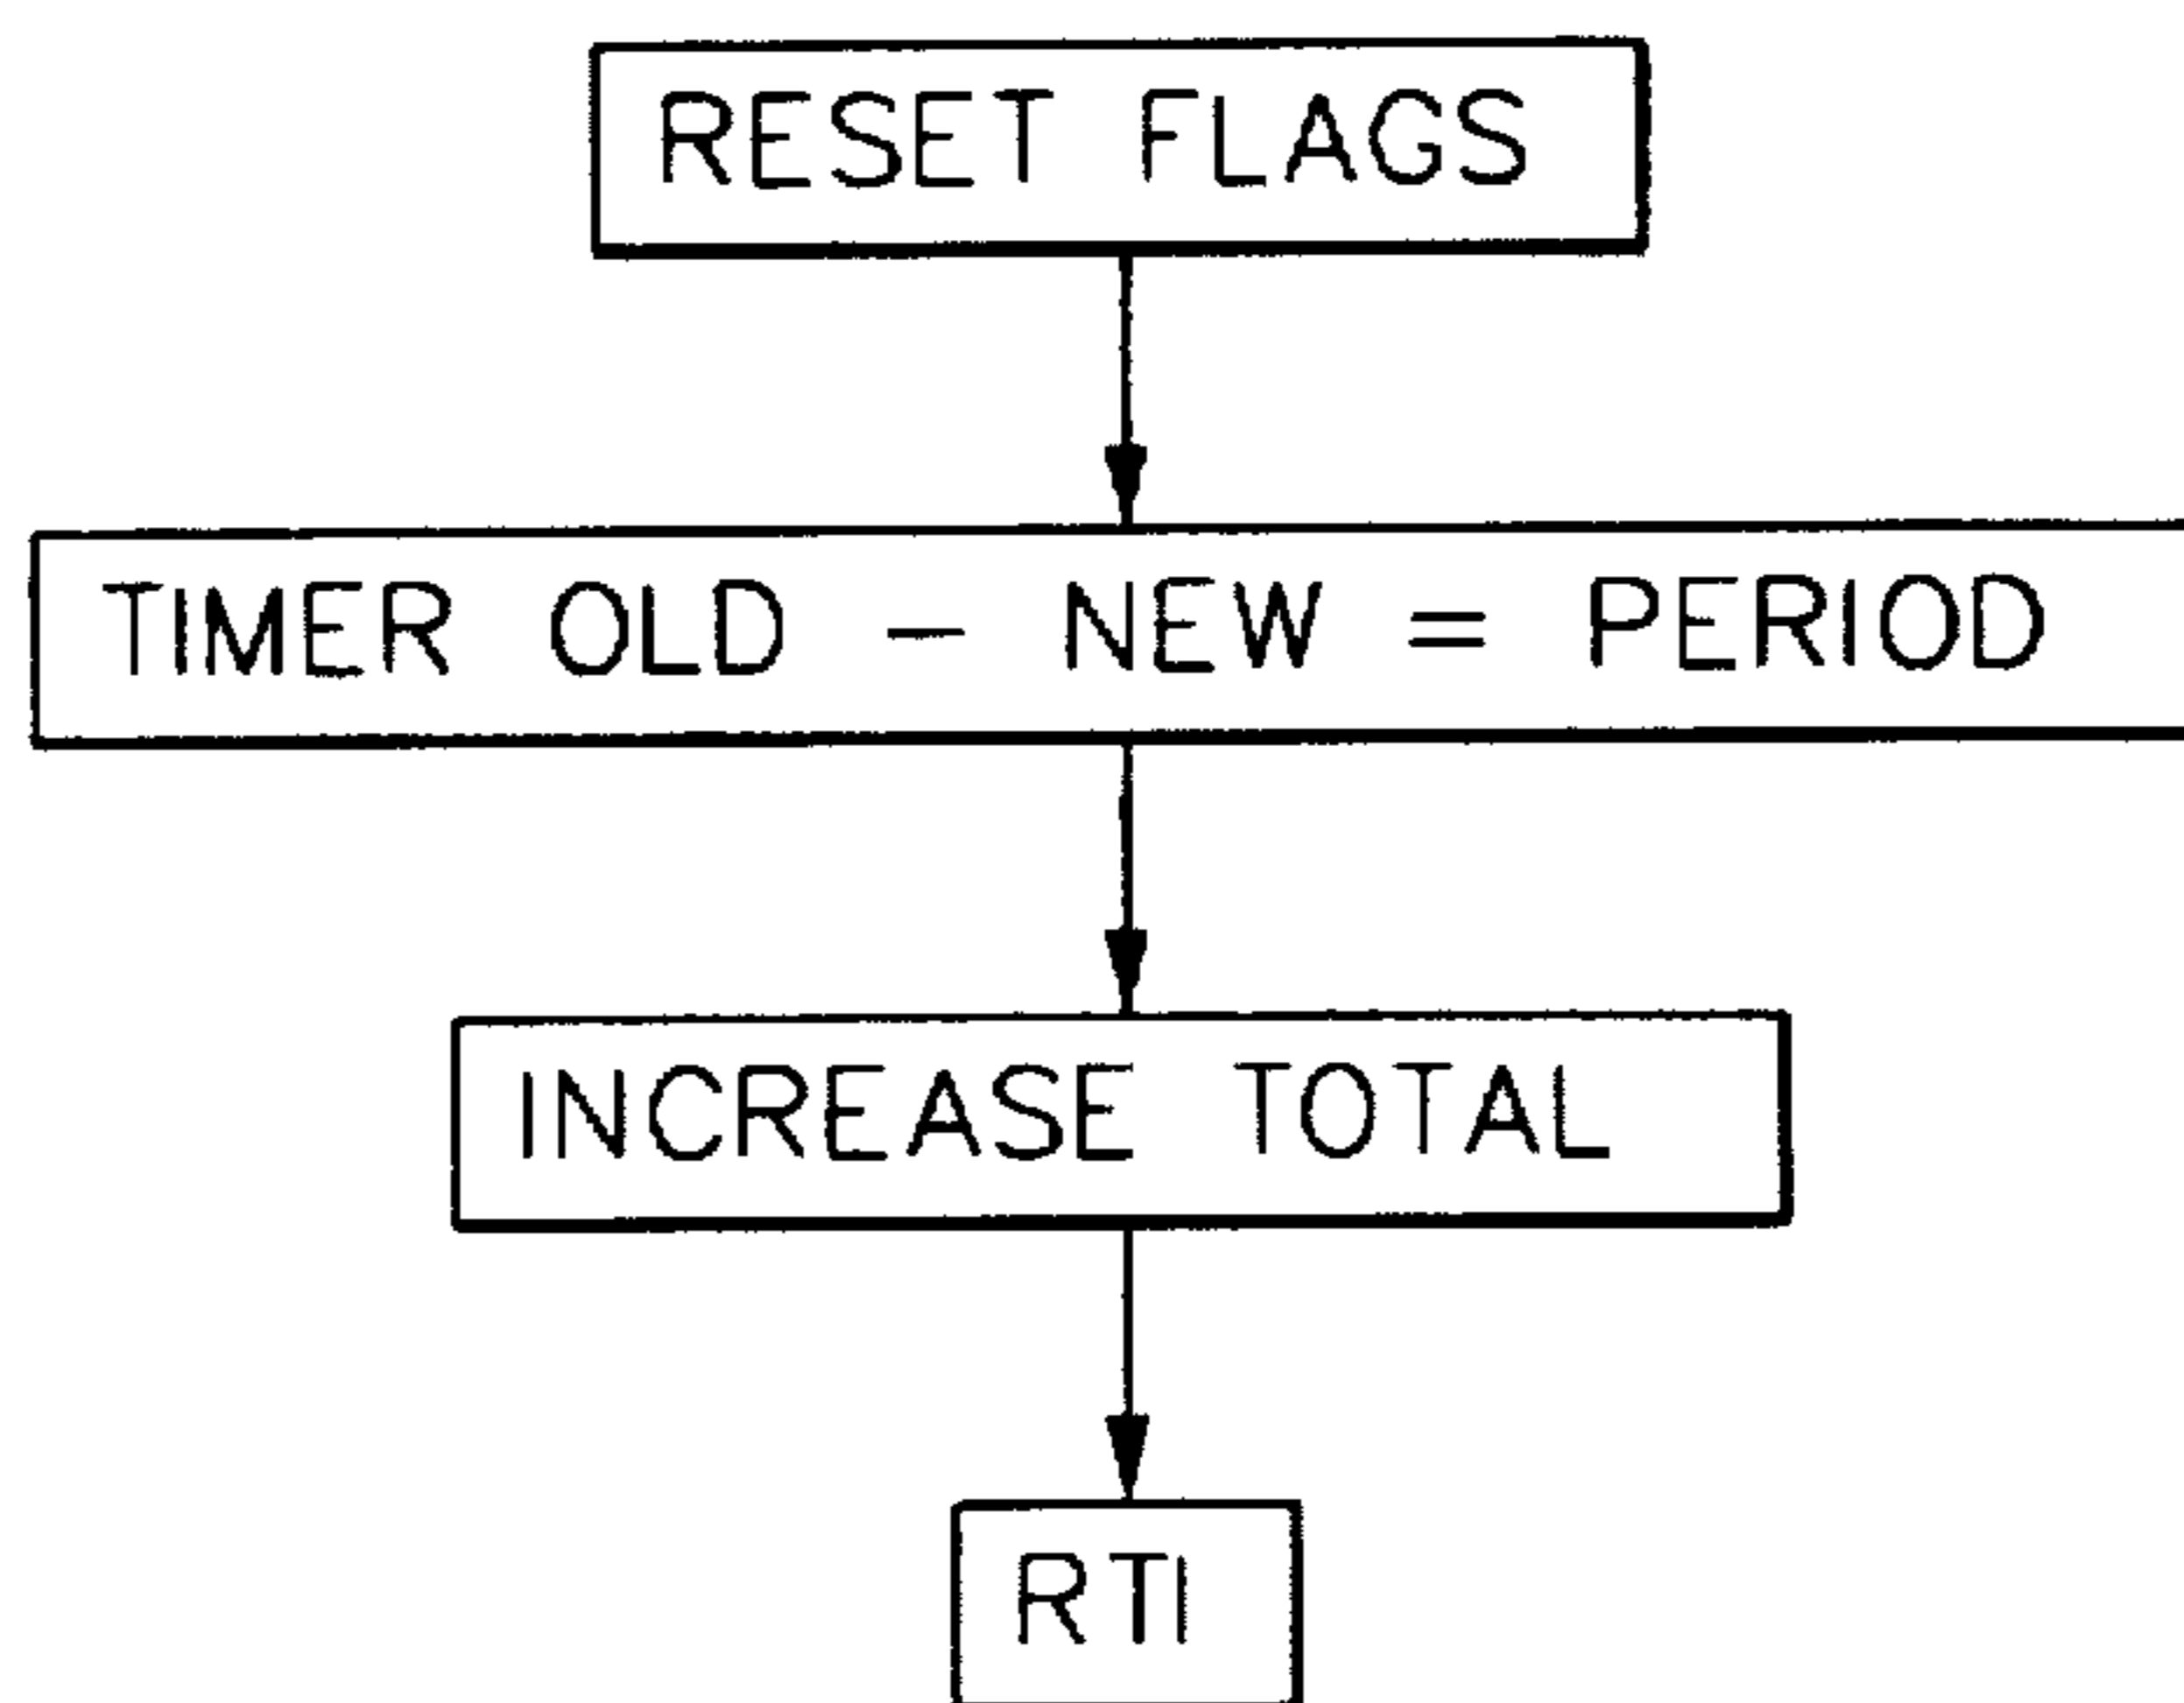 RESET FLAGS
TIMER OLD - NEW = PERIOD
INCREASE TOTAL
RTI